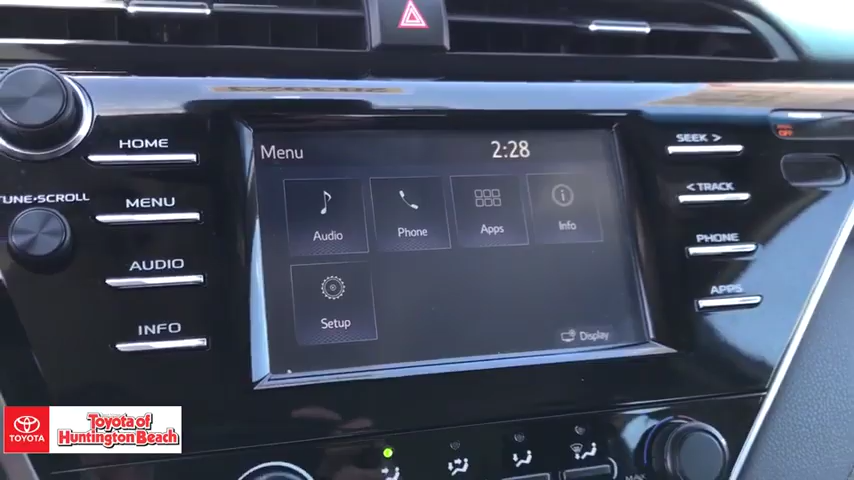 HOME
MENU
AUDIO
INFO
TUNE•SCROLL
Menu
2:28
Audio
Phone
Apps
Info
Setup
Display
SEEK >
< TRACK
PHONE
APPS
OFF
TOYOTA
Toyota of
Huntington Beach